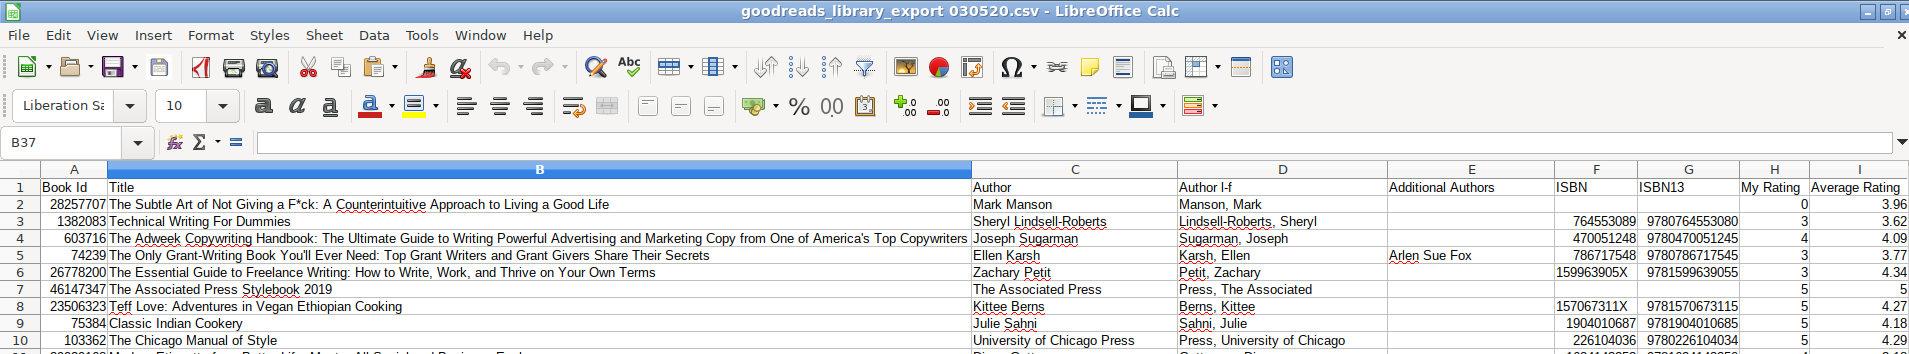 goodreads_library_export 030520.csv - LibreOffice Calc
File Edit View Insert Format Styles Sheet Data Tools Window Help
Abc
Liberation Sa 10 a a a a % 0.0 .0 .00
B37 fx Σ =
A B C D E F G H I
1 Book Id Title Author Author l-f Additional Authors ISBN ISBN13 My Rating Average Rating
2 28257707 The Subtle Art of Not Giving a F*ck: A Counterintuitive Approach to Living a Good Life Mark Manson Manson, Mark 0 3.96
3 1382083 Technical Writing For Dummies Sheryl Lindsell-Roberts Lindsell-Roberts, Sheryl 764553089 9780764553080 3 3.62
4 603716 The Adweek Copywriting Handbook: The Ultimate Guide to Writing Powerful Advertising and Marketing Copy from One of America's Top Copywriters Joseph Sugarman Sugarman, Joseph 470051248 9780470051245 4 4.09
5 74239 The Only Grant-Writing Book You'll Ever Need: Top Grant Writers and Grant Givers Share Their Secrets Ellen Karsh Karsh, Ellen Arlen Sue Fox 786717548 9780786717545 3 3.77
6 26778200 The Essential Guide to Freelance Writing: How to Write, Work, and Thrive on Your Own Terms Zachary Petit Petit, Zachary 159963905X 9781599639055 3 4.34
7 46147347 The Associated Press Stylebook 2019 The Associated Press Press, The Associated 5 5
8 23506323 Teff Love: Adventures in Vegan Ethiopian Cooking Kittee Berns Berns, Kittee 157067311X 9781570673115 5 4.27
9 75384 Classic Indian Cookery Julie Sahni Sahni, Julie 1904010687 9781904010685 5 4.18
10 103362 The Chicago Manual of Style University of Chicago Press Press, University of Chicago 226104036 9780226104034 5 4.29